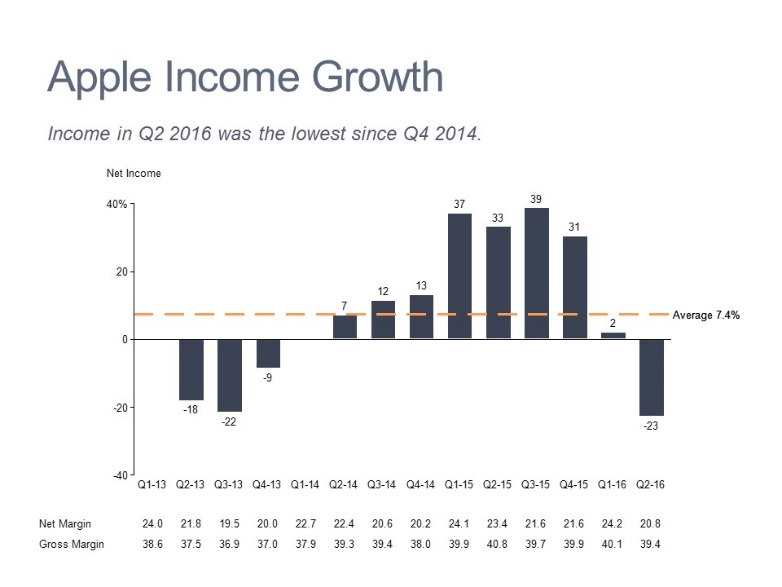 Apple Income Growth
Income in Q2 2016 was the lowest since Q4 2014.
Net Income
40%
20
0
-20
-40
-18
-22
-9
7
12
13
37
33
39
31
2
-23
Average 7.4%
Q1-13 Q2-13 Q3-13 Q4-13 Q1-14 Q2-14 Q3-14 Q4-14 Q1-15 Q2-15 Q3-15 Q4-15 Q1-16 Q2-16
Net Margin 24.0 21.8 19.5 20.0 22.7 22.4 20.6 20.2 24.1 23.4 21.6 21.6 24.2 20.8
Gross Margin 38.6 37.5 36.9 37.0 37.9 39.3 39.4 38.0 39.9 40.8 39.7 39.9 40.1 39.4